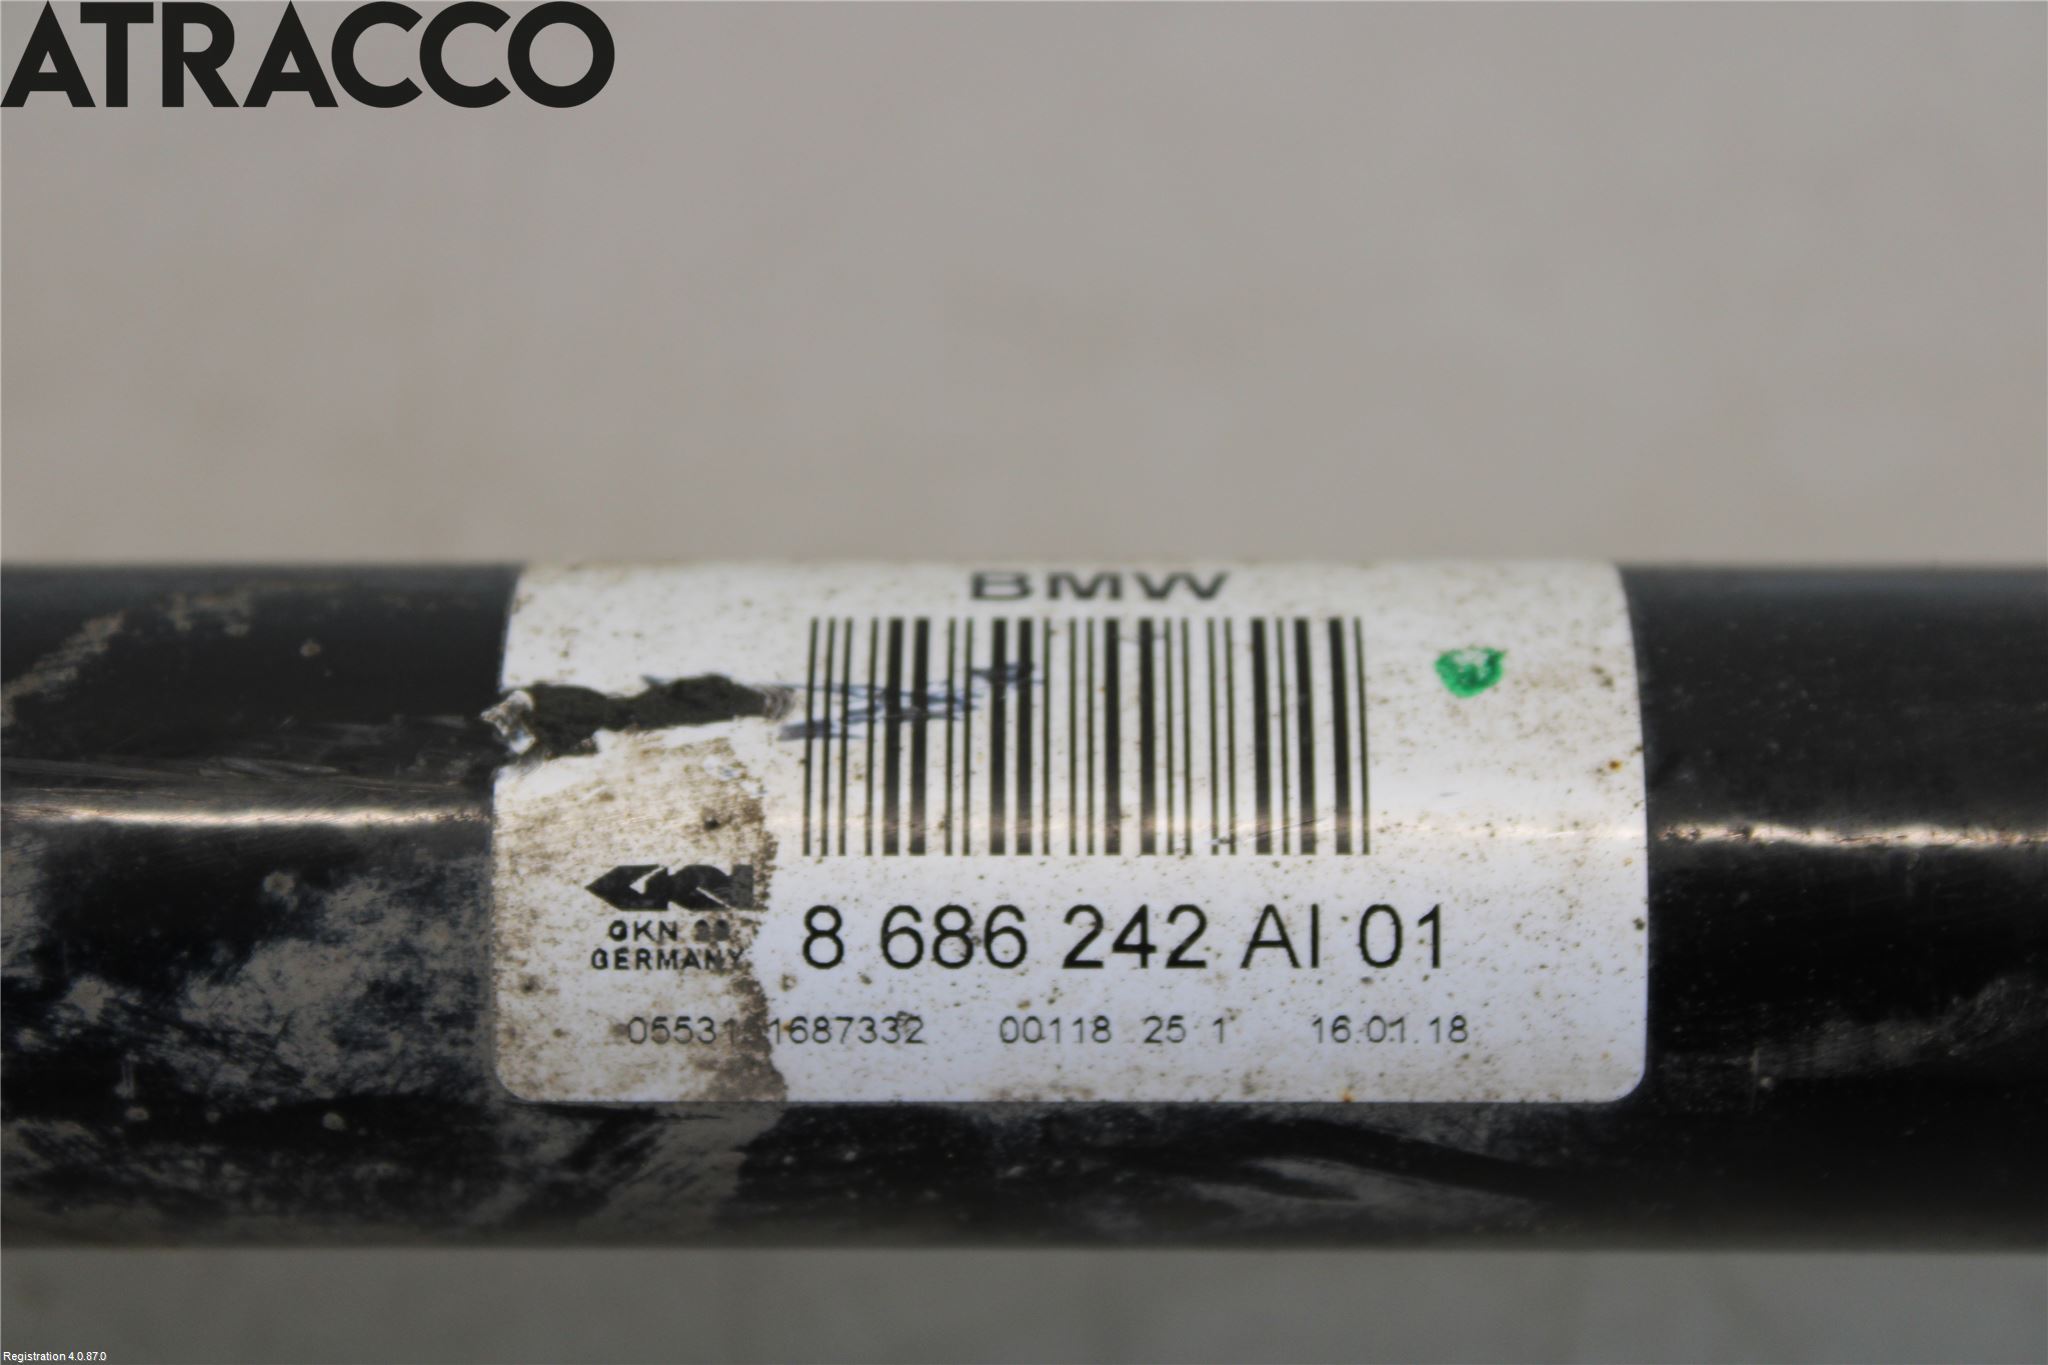 ATRACCO
BMW
GKN
GERMANY
8 686 242 AI 01
05531 1687332 00118 25 1 16.01.18
Registration 4.0.87.0